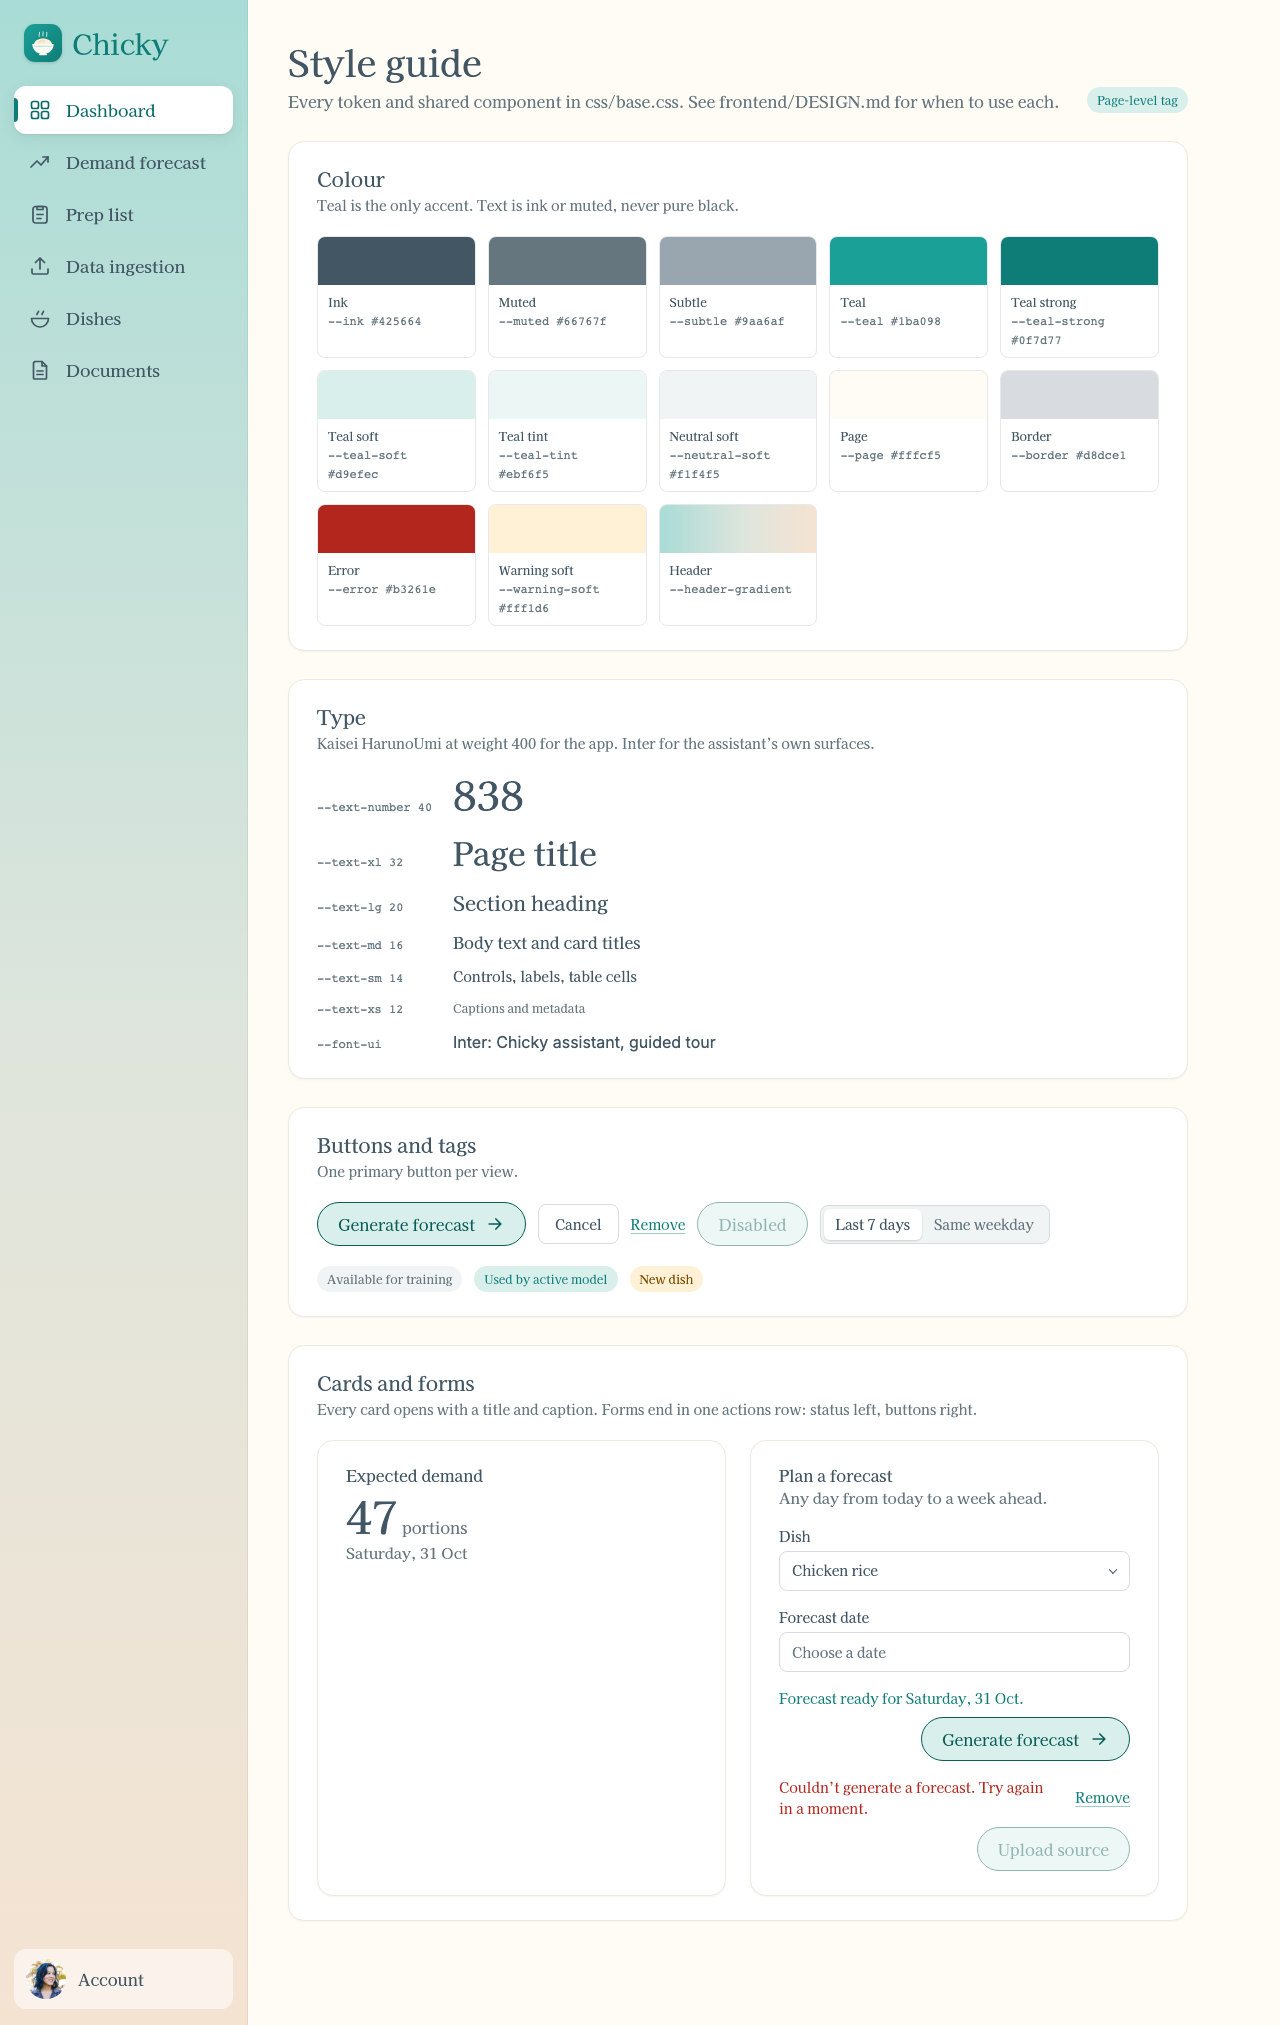 Chicky
Dashboard
Demand forecast
Prep list
Data ingestion
Dishes
Documents
Account
Style guide
Every token and shared component in css/base.css. See frontend/DESIGN.md for when to use each.
Page-level tag
Colour
Teal is the only accent. Text is ink or muted, never pure black.
Ink
--ink #425664
Muted
--muted #66767f
Subtle
--subtle #9aa6af
Teal
--teal #1ba098
Teal strong
--teal-strong
#0f7d77
Teal soft
--teal-soft
#d9efec
Teal tint
--teal-tint
#ebf6f5
Neutral soft
--neutral-soft
#f1f4f5
Page
--page #fffcf5
Border
--border #d8dce1
Error
--error #b3261e
Warning soft
--warning-soft
#fff1d6
Header
--header-gradient
Type
Kaisei HarunoUmi at weight 400 for the app. Inter for the assistant’s own surfaces.
--text-number 40
838
--text-xl 32
Page title
--text-lg 20
Section heading
--text-md 16
Body text and card titles
--text-sm 14
Controls, labels, table cells
--text-xs 12
Captions and metadata
--font-ui
Inter: Chicky assistant, guided tour
Buttons and tags
One primary button per view.
Generate forecast
Cancel
Remove
Disabled
Last 7 days
Same weekday
Available for training
Used by active model
New dish
Cards and forms
Every card opens with a title and caption. Forms end in one actions row: status left, buttons right.
Expected demand
47 portions
Saturday, 31 Oct
Plan a forecast
Any day from today to a week ahead.
Dish
Chicken rice
Forecast date
Choose a date
Forecast ready for Saturday, 31 Oct.
Generate forecast
Couldn’t generate a forecast. Try again
in a moment.
Remove
Upload source